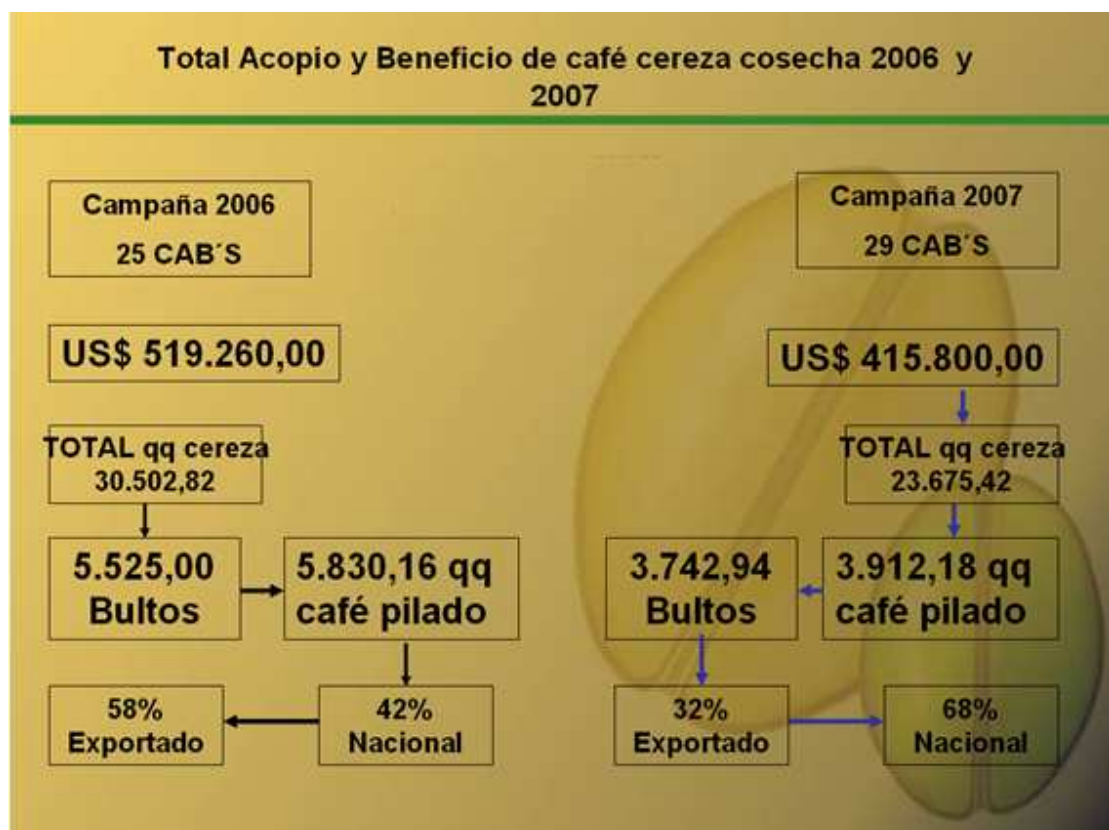 Total Acopio y Beneficio de café cereza cosecha 2006 y
2007
Campaña 2006
25 CAB´S
US$ 519.260,00
TOTAL qq cereza
30.502,82
5.525,00
Bultos
5.830,16 qq
café pilado
58%
Exportado
42%
Nacional
Campaña 2007
29 CAB´S
US$ 415.800,00
TOTAL qq cereza
23.675,42
3.742,94
Bultos
3.912,18 qq
café pilado
32%
Exportado
68%
Nacional